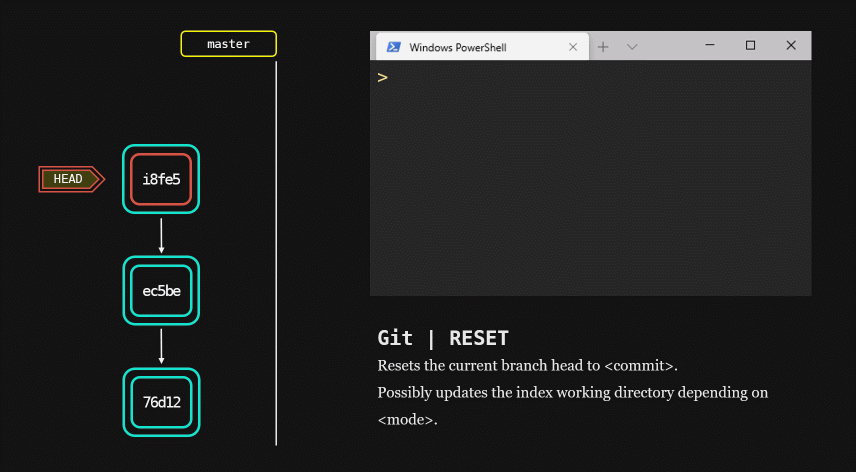 master
Windows PowerShell
>
HEAD
i8fe5
ec5be
76d12
Git | RESET
Resets the current branch head to <commit>.
Possibly updates the index working directory depending on
<mode>.